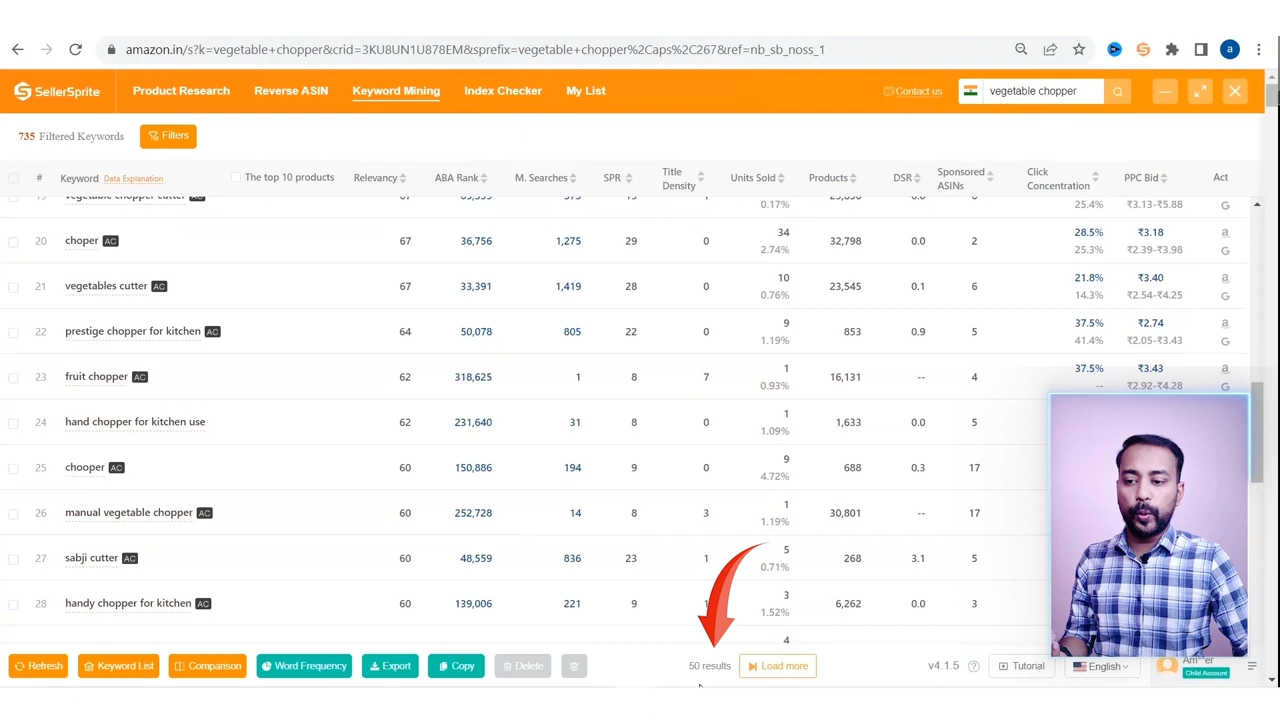 amazon.in/s?k=vegetable+chopper&crid=3KU8UN1U878EM&sprefix=vegetable+chopper%2Caps%2C267&ref=nb_sb_noss_1
a
SellerSprite
Product Research
Reverse ASIN
Keyword Mining
Index Checker
My List
Contact us
vegetable chopper
735 Filtered Keywords
Filters
# Keyword Data Explanation The top 10 products Relevancy ABA Rank M. Searches SPR Title Density Units Sold Products DSR Sponsored ASINs Click Concentration PPC Bid Act
vegetable chopper cutter AC
0.17% 25.4% ₹3.13-₹5.88 G
20 choper AC 67 36,756 1,275 29 0 34 32,798 0.0 2 28.5% ₹3.18 a
2.74% 25.3% ₹2.39-₹3.98 G
21 vegetables cutter AC 67 33,391 1,419 28 0 10 23,545 0.1 6 21.8% ₹3.40 a
0.76% 14.3% ₹2.54-₹4.25 G
22 prestige chopper for kitchen AC 64 50,078 805 22 0 9 853 0.9 5 37.5% ₹2.74 a
1.19% 41.4% ₹2.05-₹3.43 G
23 fruit chopper AC 62 318,625 1 8 7 1 16,131 -- 4 37.5% ₹3.43 a
0.93% -- ₹2.92-₹4.28 G
24 hand chopper for kitchen use 62 231,640 31 8 0 1 1,633 0.0 5
1.09%
25 chooper AC 60 150,886 194 9 0 9 688 0.3 17
4.72%
26 manual vegetable chopper AC 60 252,728 14 8 3 1 30,801 -- 17
1.19%
27 sabji cutter AC 60 48,559 836 23 1 5 268 3.1 5
0.71%
28 handy chopper for kitchen AC 60 139,006 221 9 3 6,262 0.0 3
1.52%
4
Refresh
Keyword List
Comparison
Word Frequency
Export
Copy
Delete
50 results
Load more
v4.1.5
Tutorial
English
Am**er
Child Account